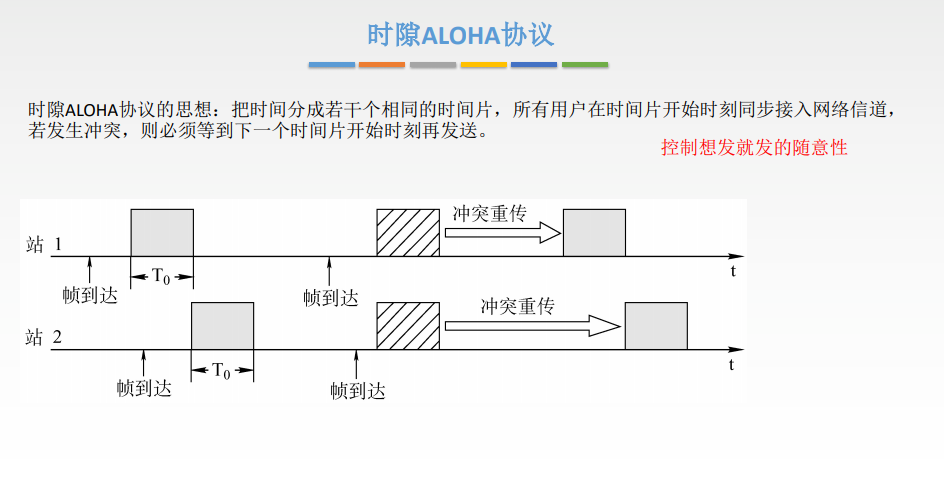 时隙ALOHA协议
时隙ALOHA协议的思想：把时间分成若干个相同的时间片，所有用户在时间片开始时刻同步接入网络信道，
若发生冲突，则必须等到下一个时间片开始时刻再发送。
控制想发就发的随意性
冲突重传
站 1
T0
t
帧到达
帧到达
冲突重传
站 2
T0
t
帧到达
帧到达